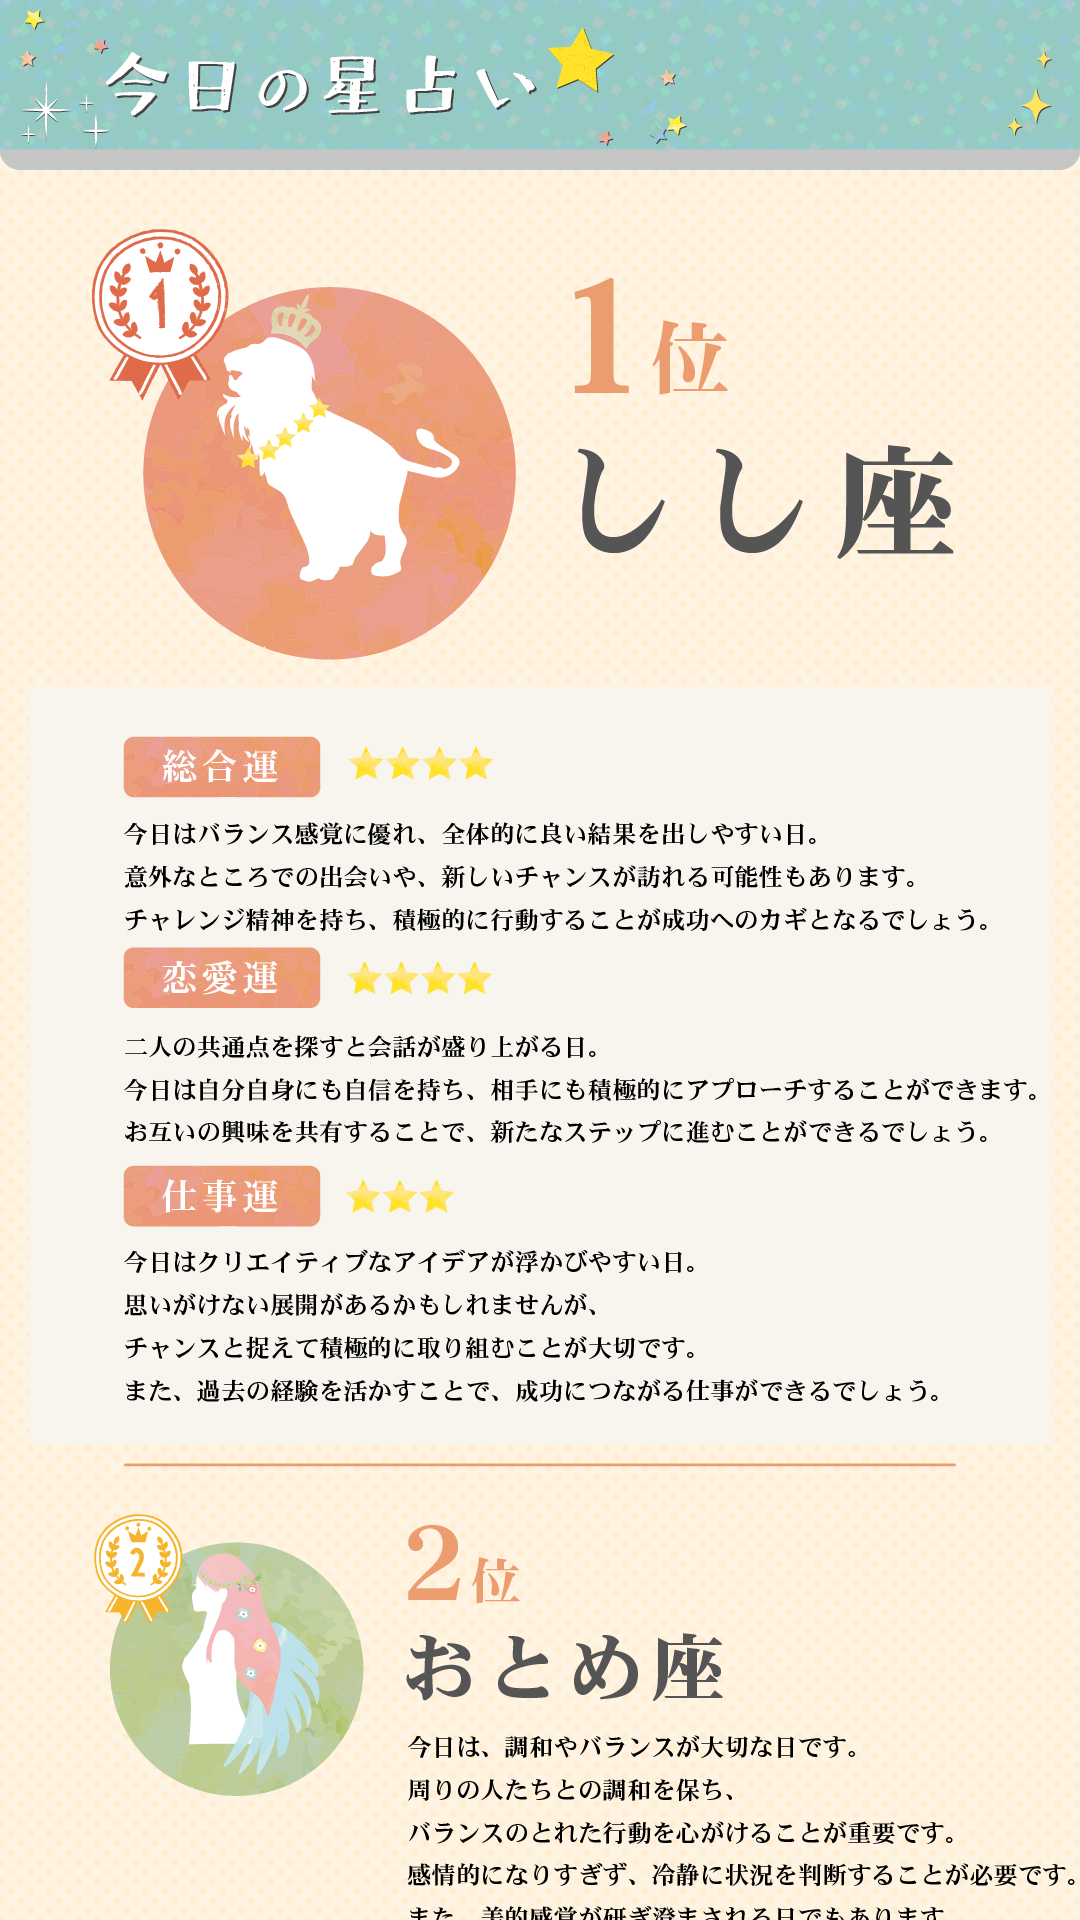 今日の星占い
1
1位
しし座
総合運
今日はバランス感覚に優れ、全体的に良い結果を出しやすい日。
意外なところでの出会いや、新しいチャンスが訪れる可能性もあります。
チャレンジ精神を持ち、積極的に行動することが成功へのカギとなるでしょう。
恋愛運
二人の共通点を探すと会話が盛り上がる日。
今日は自分自身にも自信を持ち、相手にも積極的にアプローチすることができます。
お互いの興味を共有することで、新たなステップに進むことができるでしょう。
仕事運
今日はクリエイティブなアイデアが浮かびやすい日。
思いがけない展開があるかもしれませんが、
チャンスと捉えて積極的に取り組むことが大切です。
また、過去の経験を活かすことで、成功につながる仕事ができるでしょう。
2
2位
おとめ座
今日は、調和やバランスが大切な日です。
周りの人たちとの調和を保ち、
バランスのとれた行動を心がけることが重要です。
感情的になりすぎず、冷静に状況を判断することが必要です。
また、美的感覚が研ぎ澄まされる日でもあります